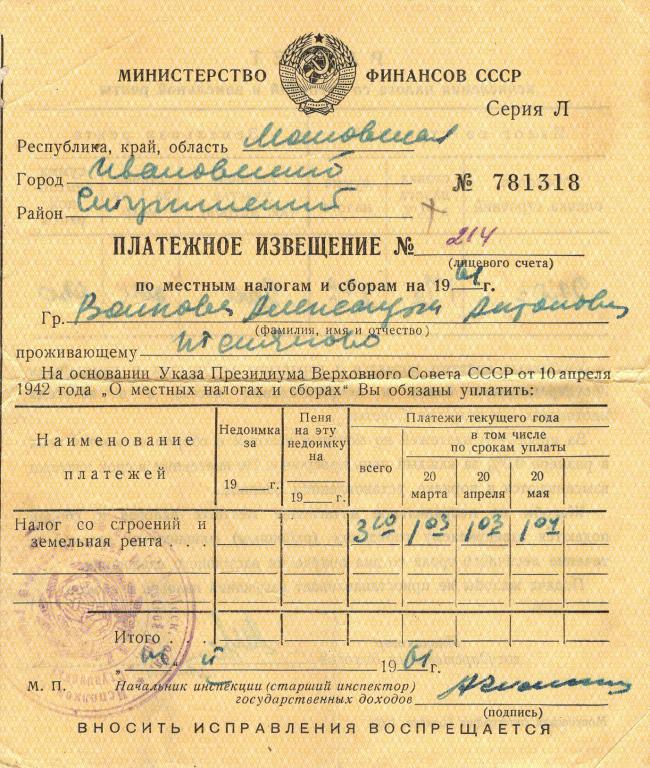 МИНИСТЕРСТВО ФИНАНСОВ СССР
Серия Л
Республика, край, область Московская
Город Ивановский
№ 781318
Район
ПЛАТЕЖНОЕ ИЗВЕЩЕНИЕ № 214
(лицевого счета)
по местным налогам и сборам на 1961 г.
Гр.
(фамилия, имя и отчество)
проживающему
На основании Указа Президиума Верховного Совета СССР от 10 апреля
1942 года „О местных налогах и сборах" Вы обязаны уплатить:
Наименование платежей
Недоимка за 19 г.
Пеня на эту недоимку на 19 г.
Платежи текущего года
всего
в том числе по срокам уплаты
20 марта
20 апреля
20 мая
Налог со строений и
земельная рента . . . 3 10 1 03 1 03 1 04
Итого . . .
1961 г.
М. П. Начальник инспекции (старший инспектор)
государственных доходов
(подпись)
ВНОСИТЬ ИСПРАВЛЕНИЯ ВОСПРЕЩАЕТСЯ